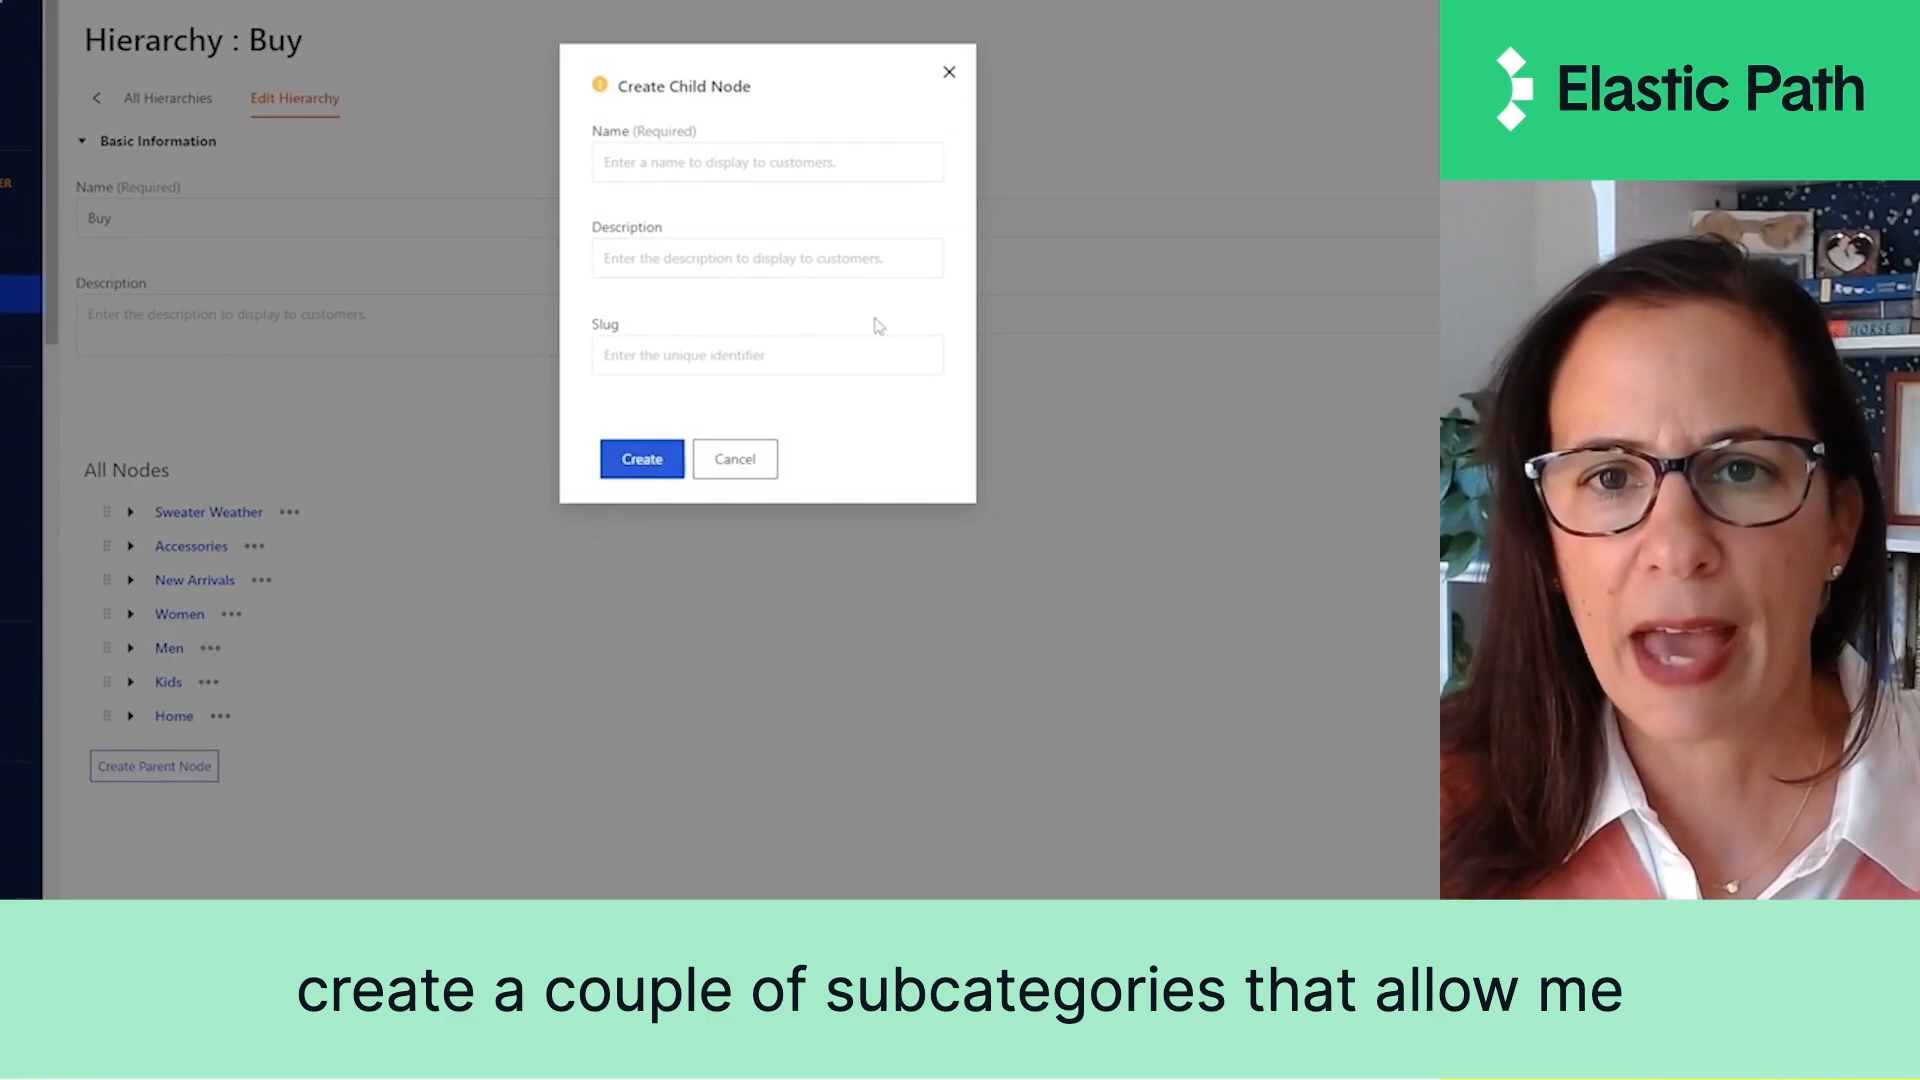 Hierarchy : Buy
All Hierarchies
Edit Hierarchy
Basic Information
Name (Required)
Buy
Description
Enter the description to display to customers.
All Nodes
Sweater Weather
Accessories
New Arrivals
Women
Men
Kids
Home
Create Parent Node
ER
Create Child Node
Name (Required)
Enter a name to display to customers.
Description
Enter the description to display to customers.
Slug
Enter the unique identifier
Create
Cancel
Elastic Path
HORSE
create a couple of subcategories that allow me